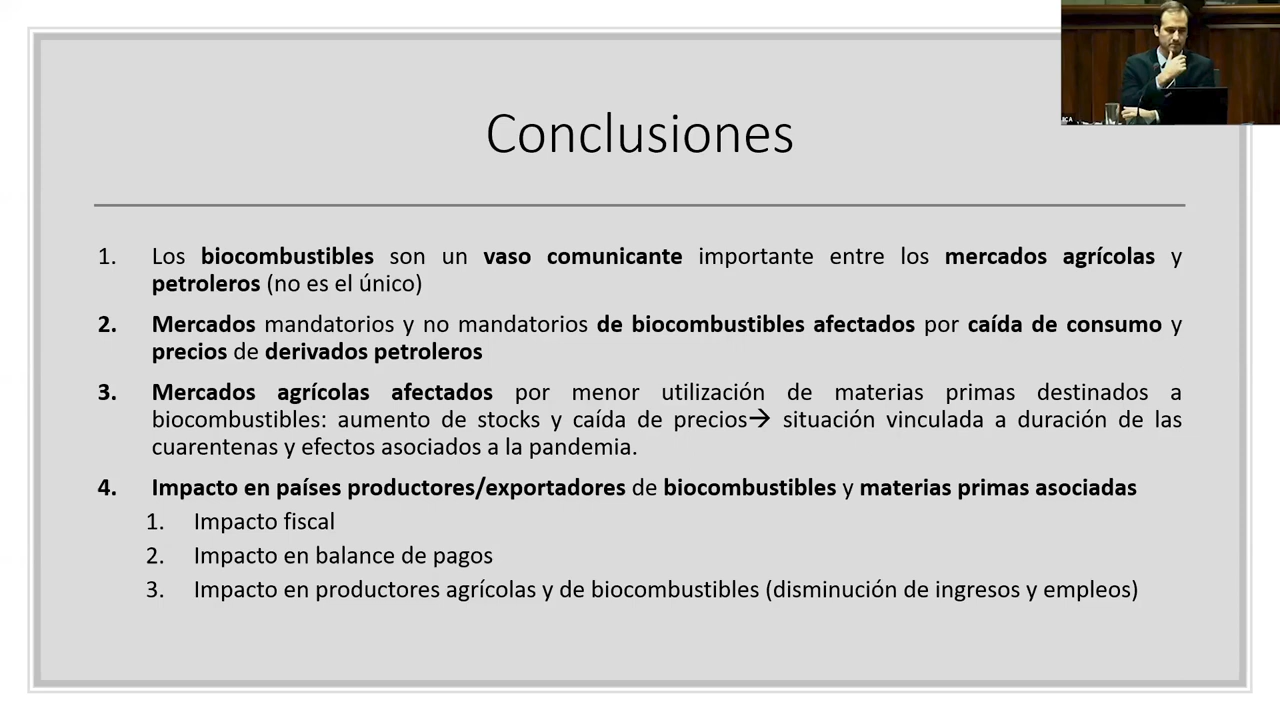 Conclusiones
1. Los biocombustibles son un vaso comunicante importante entre los mercados agrícolas y
petroleros (no es el único)
2. Mercados mandatorios y no mandatorios de biocombustibles afectados por caída de consumo y
precios de derivados petroleros
3. Mercados agrícolas afectados por menor utilización de materias primas destinados a
biocombustibles: aumento de stocks y caída de precios→ situación vinculada a duración de las
cuarentenas y efectos asociados a la pandemia.
4. Impacto en países productores/exportadores de biocombustibles y materias primas asociadas
1. Impacto fiscal
2. Impacto en balance de pagos
3. Impacto en productores agrícolas y de biocombustibles (disminución de ingresos y empleos)